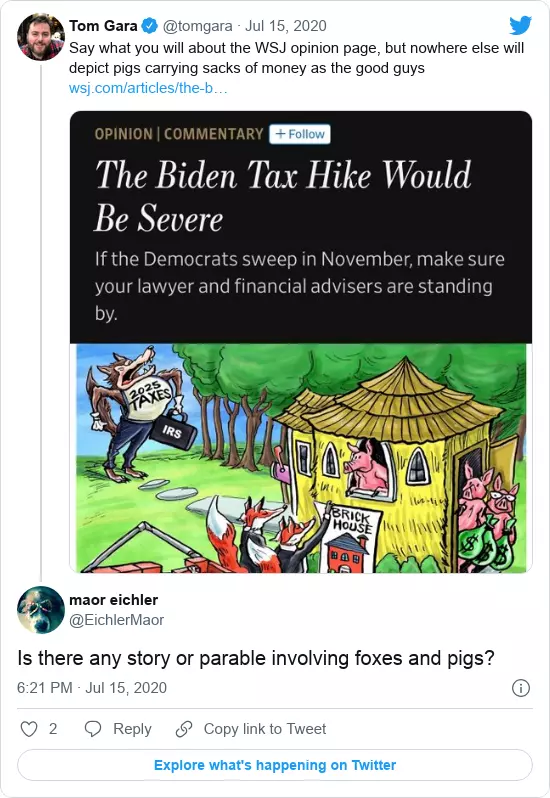 Tom Gara @tomgara · Jul 15, 2020
Say what you will about the WSJ opinion page, but nowhere else will
depict pigs carrying sacks of money as the good guys
wsj.com/articles/the-b…
OPINION | COMMENTARY + Follow
The Biden Tax Hike Would
Be Severe
If the Democrats sweep in November, make sure
your lawyer and financial advisers are standing
by.
2025
TAXES
IRS
BRICK
HOUSE
$ $
maor eichler
@EichlerMaor
Is there any story or parable involving foxes and pigs?
6:21 PM · Jul 15, 2020
2 Reply Copy link to Tweet
Explore what's happening on Twitter